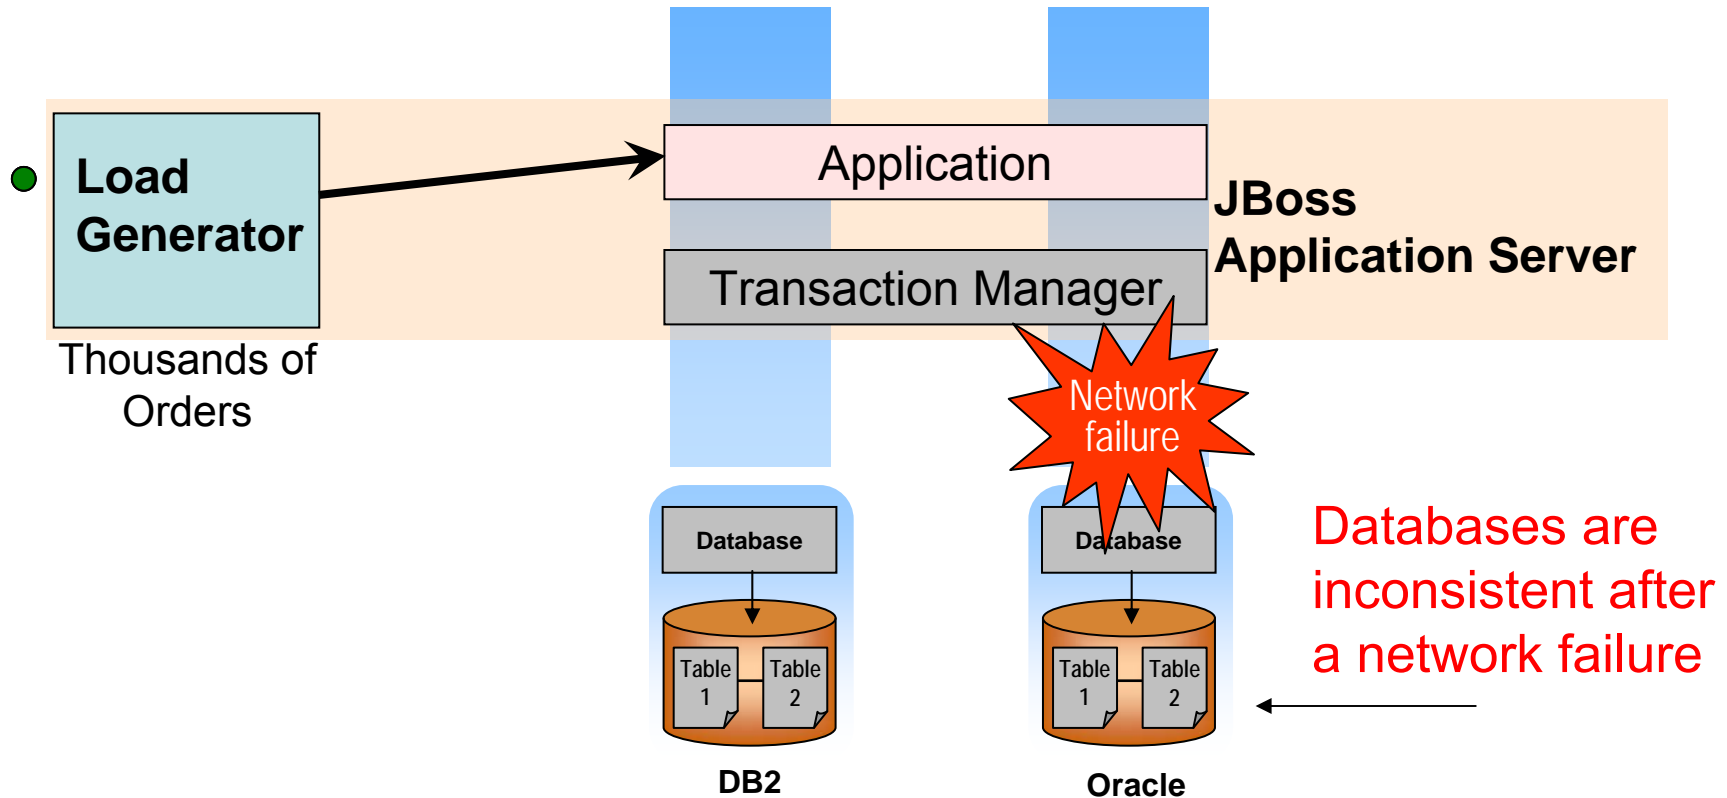 Load
Generator
Thousands of
Orders
Application
Transaction Manager
JBoss
Application Server
Network
failure
Database
Table
1
Table
2
DB2
Database
Table
1
Table
2
Oracle
Databases are
inconsistent after
a network failure